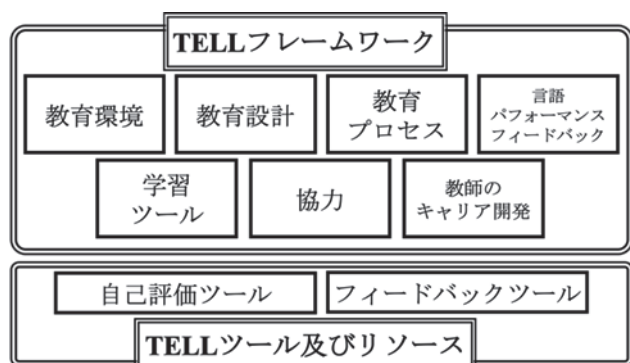 TELLフレームワーク
教育環境
教育設計
教育
プロセス
言語
パフォーマンス
フィードバック
学習
ツール
協力
教師の
キャリア開発
自己評価ツール
フィードバックツール
TELLツール及びリソース